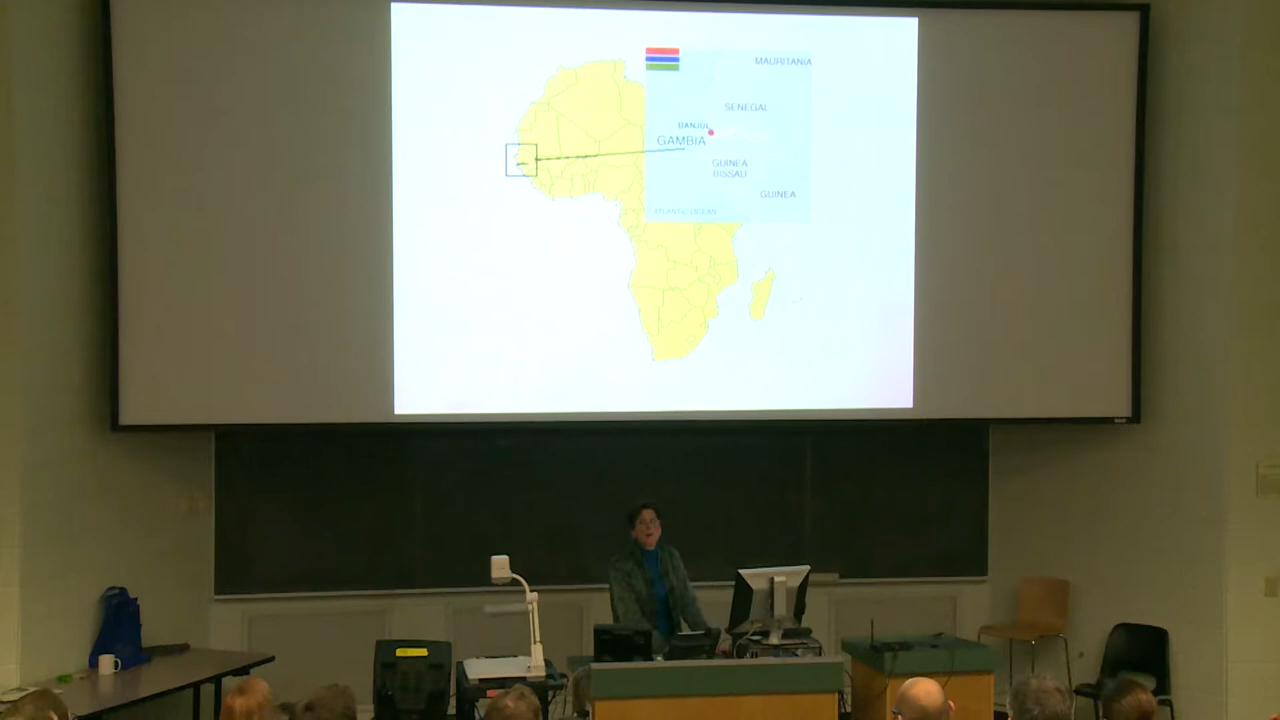 MAURITANIA
SENEGAL
BANJUL
GAMBIA
GUINEA
BISSAU
GUINEA
ATLANTIC OCEAN